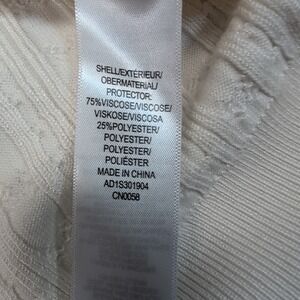 SHELL/EXTÉRIEUR/
OBERMATERIAL/
PROTECTOR:
75%VISCOSE/VISCOSE/
VISKOSE/VISCOSA
25%POLYESTER/
POLYESTER/
POLYESTER/
POLIÉSTER
MADE IN CHINA
AD1S301904
CN0058